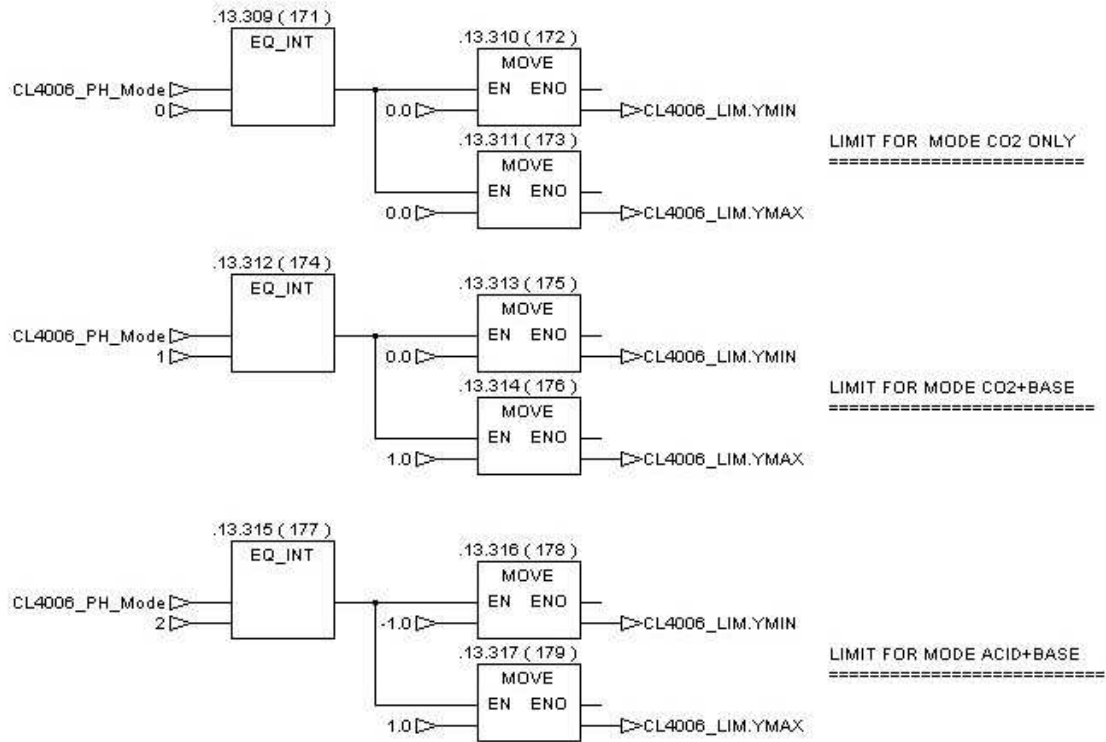 .13.309 ( 171 )
EQ_INT
.13.310 ( 172 )
MOVE
CL4006_PH_Mode
EN ENO
0
0.0
CL4006_LIM.YMIN
.13.311 ( 173 )
MOVE
LIMIT FOR MODE CO2 ONLY
=========================
EN ENO
0.0
CL4006_LIM.YMAX
.13.312 ( 174 )
EQ_INT
.13.313 ( 175 )
MOVE
CL4006_PH_Mode
EN ENO
1
0.0
CL4006_LIM.YMIN
.13.314 ( 176 )
MOVE
LIMIT FOR MODE CO2+BASE
==========================
EN ENO
1.0
CL4006_LIM.YMAX
.13.315 ( 177 )
EQ_INT
.13.316 ( 178 )
MOVE
CL4006_PH_Mode
EN ENO
2
-1.0
CL4006_LIM.YMIN
.13.317 ( 179 )
MOVE
LIMIT FOR MODE ACID+BASE
===========================
EN ENO
1.0
CL4006_LIM.YMAX